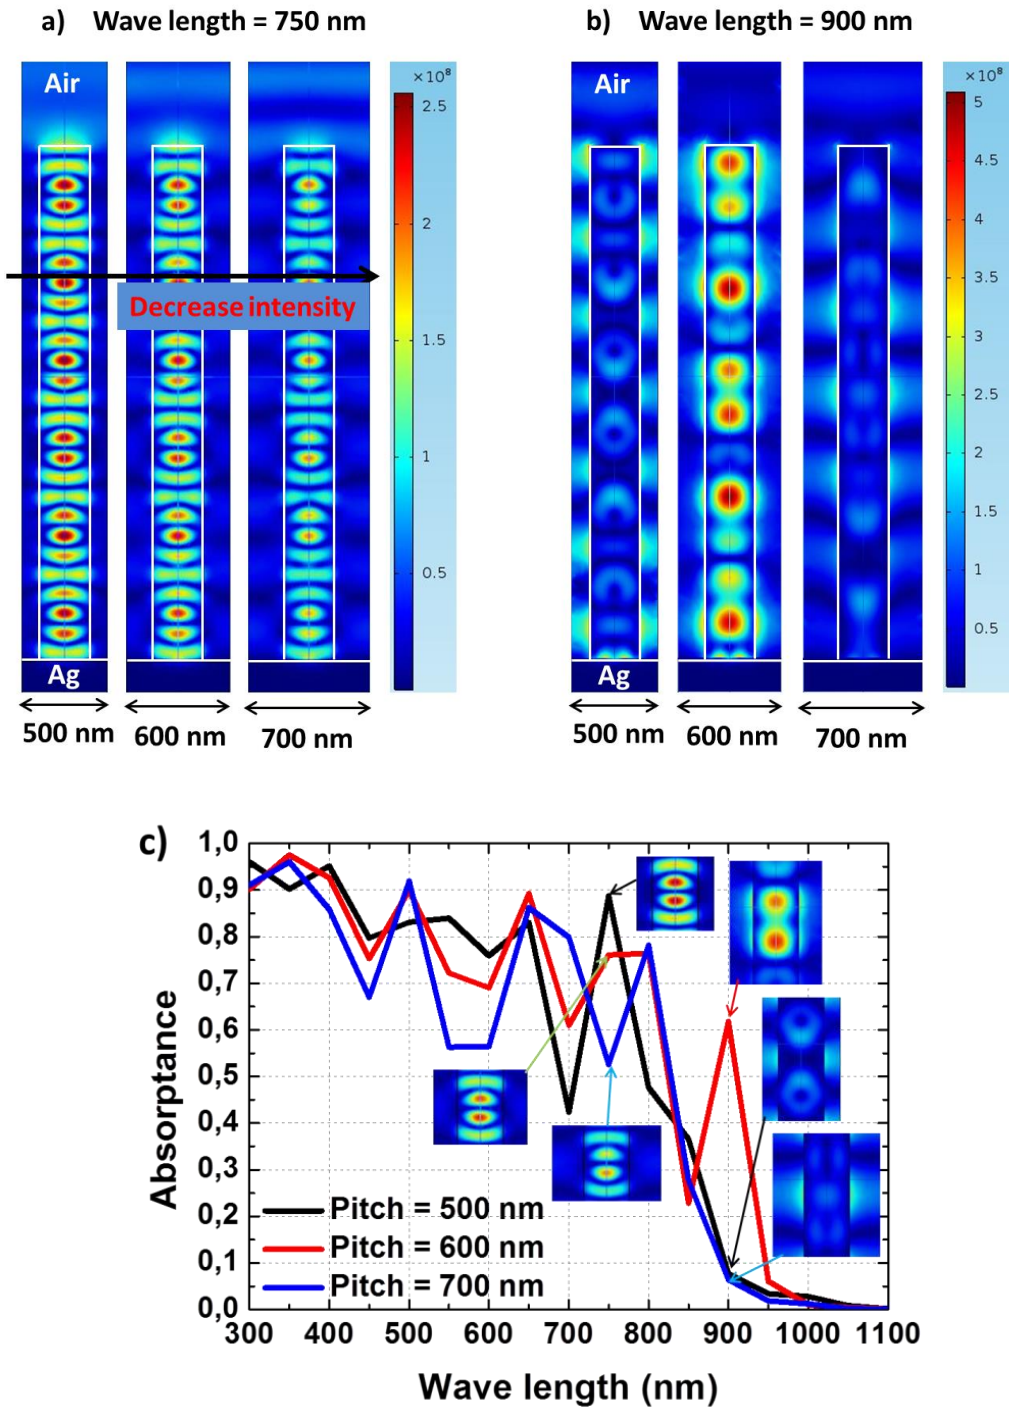 a) Wave length = 750 nm
b) Wave length = 900 nm
Air
×10⁸
2.5
2
1.5
1
0.5
Decrease intensity
Ag
500 nm
600 nm
700 nm
Air
×10⁸
5
4.5
4
3.5
3
2.5
2
1.5
1
0.5
Ag
500 nm
600 nm
700 nm
c)
1,0
0,9
0,8
0,7
0,6
0,5
0,4
0,3
0,2
0,1
0,0
Absorptance
Pitch = 500 nm
Pitch = 600 nm
Pitch = 700 nm
300 400 500 600 700 800 900 1000 1100
Wave length (nm)